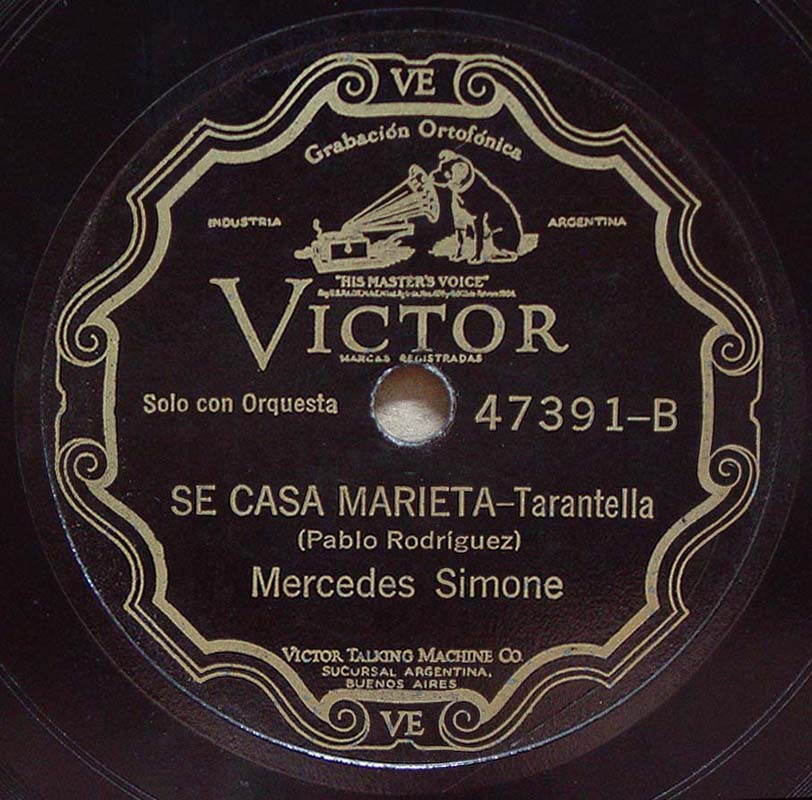 VE
Grabación Ortofónica
INDUSTRIA
ARGENTINA
"HIS MASTER'S VOICE"
VICTOR
MARCAS REGISTRADAS
Solo con Orquesta
47391-B
SE CASA MARIETA-Tarantella
(Pablo Rodríguez)
Mercedes Simone
VICTOR TALKING MACHINE CO.
SUCURSAL ARGENTINA,
BUENOS AIRES
VE